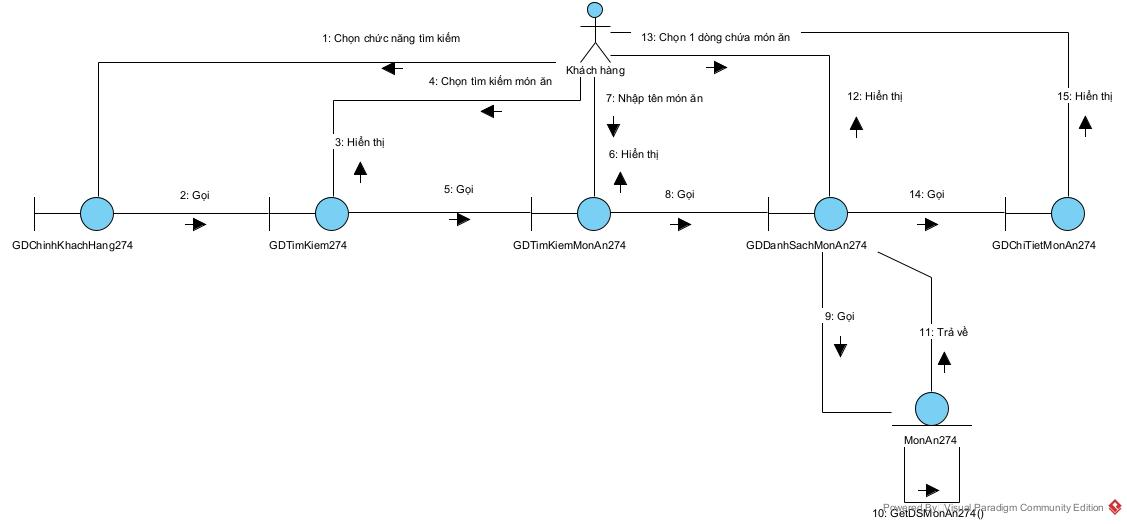 1: Chọn chức năng tìm kiếm
13: Chọn 1 dòng chứa món ăn
Khách hàng
4: Chọn tìm kiếm món ăn
7: Nhập tên món ăn
12: Hiển thị
15: Hiển thị
3: Hiển thị
6: Hiển thị
2: Gọi
5: Gọi
8: Gọi
14: Gọi
GDChinhKhachHang274
GDTimKiem274
GDTimKiemMonAn274
GDDanhSachMonAn274
GDChiTietMonAn274
9: Gọi
11: Trả về
MonAn274
Powered By: Visual Paradigm Community Edition
10: GetDSMonAn274()